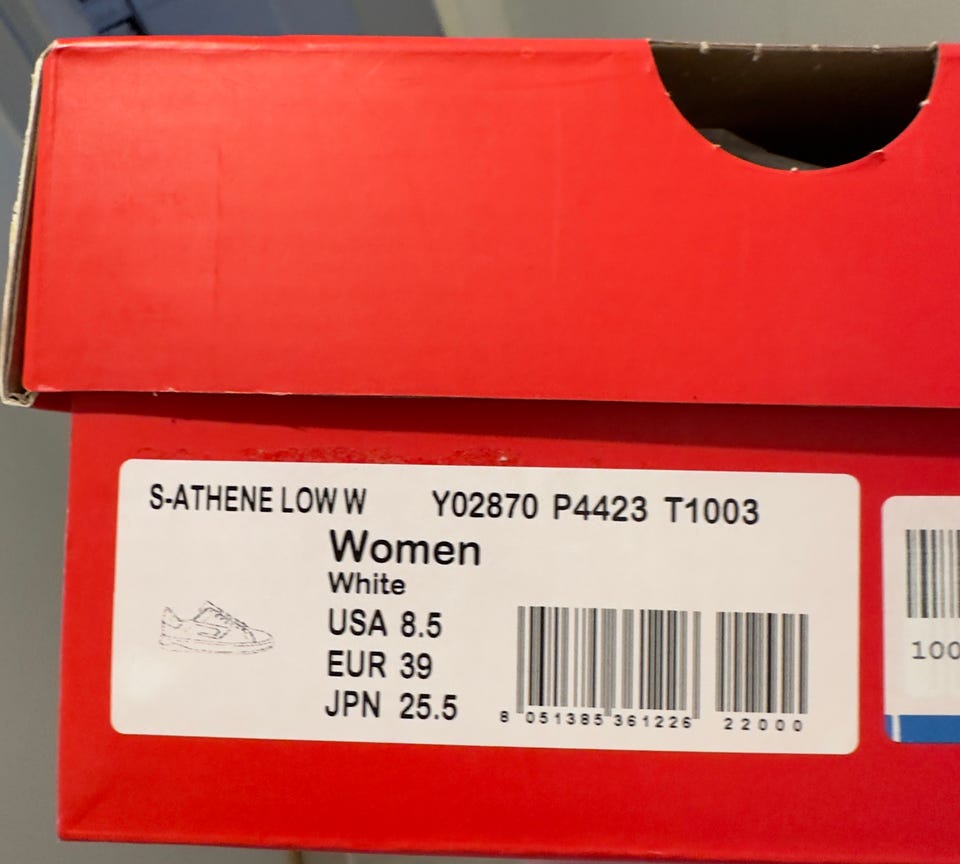 S-ATHENE LOW W Y02870 P4423 T1003
Women
White
USA 8.5
EUR 39
JPN 25.5
8 051385 361226 22000
100